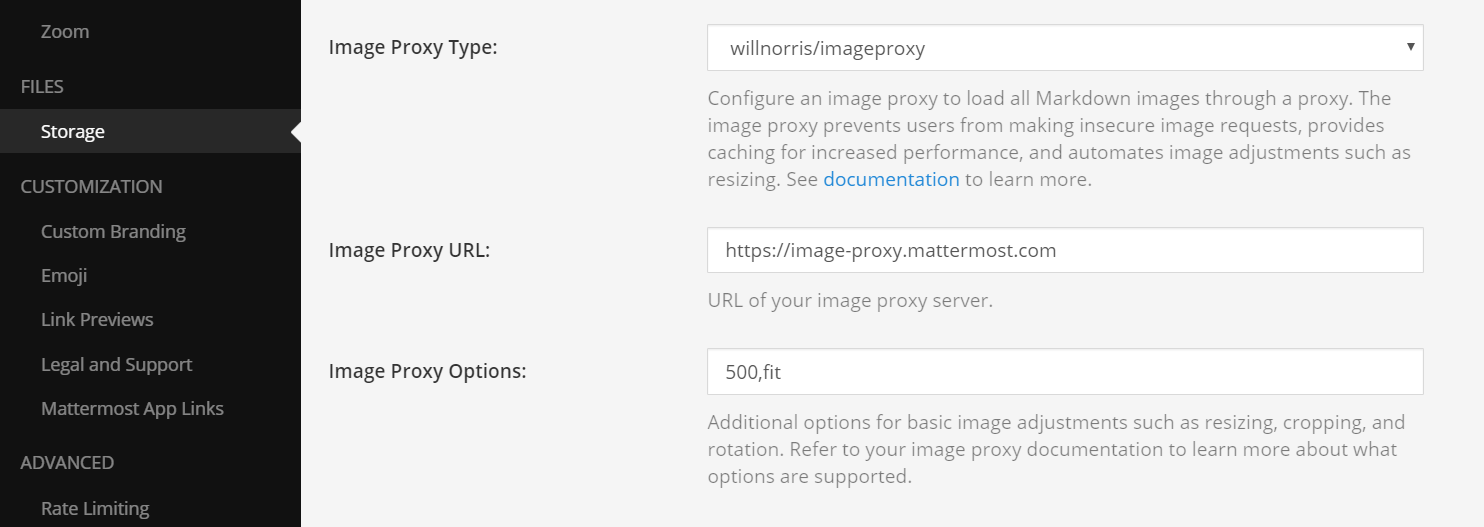 Zoom
FILES
Storage
CUSTOMIZATION
Custom Branding
Emoji
Link Previews
Legal and Support
Mattermost App Links
ADVANCED
Rate Limiting
Image Proxy Type:
willnorris/imageproxy
Configure an image proxy to load all Markdown images through a proxy. The
image proxy prevents users from making insecure image requests, provides
caching for increased performance, and automates image adjustments such as
resizing. See documentation to learn more.
Image Proxy URL:
https://image-proxy.mattermost.com
URL of your image proxy server.
Image Proxy Options:
500,fit
Additional options for basic image adjustments such as resizing, cropping, and
rotation. Refer to your image proxy documentation to learn more about what
options are supported.